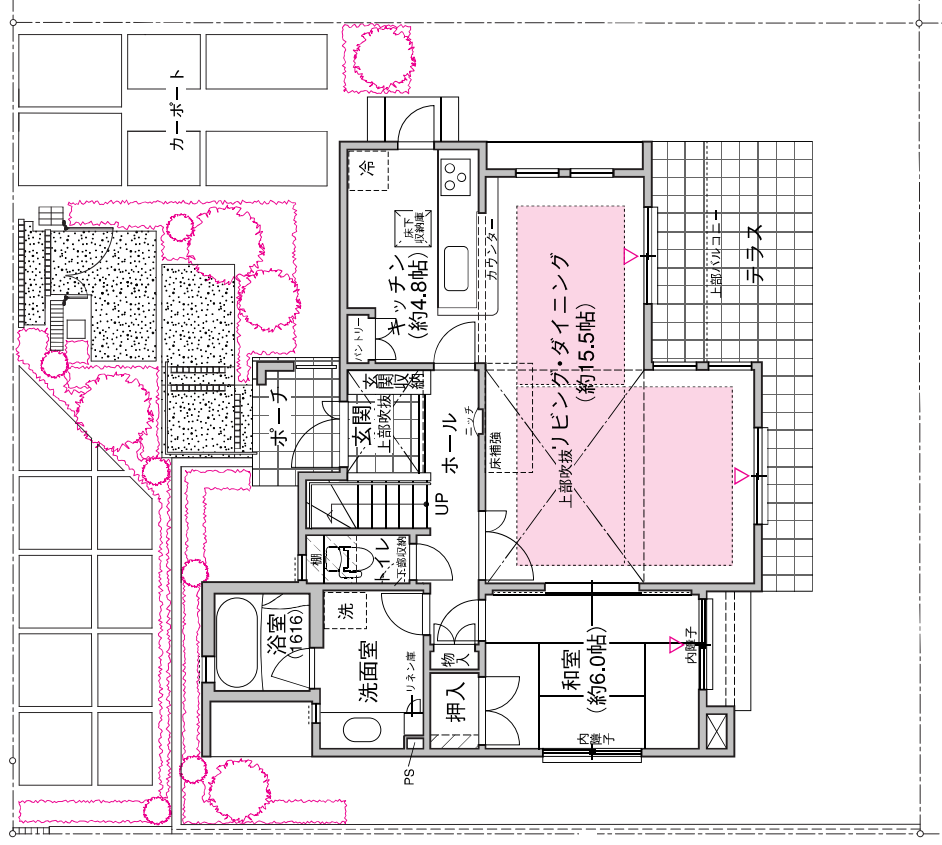 カーポート
冷
床下
収納庫
キッチン
(約4.8帖)
カウンター
パントリー
リビング・ダイニング
(約15.5帖)
上部バルコニー
テラス
ポーチ
玄関
上部吹抜
玄関
収納
ホール
ニッチ
床補強
上部吹抜
UP
棚
トイレ
下部収納
浴室
(1616)
洗
洗面室
リネン庫
PS
物入
押入
和室
(約6.0帖)
内障子
内障子